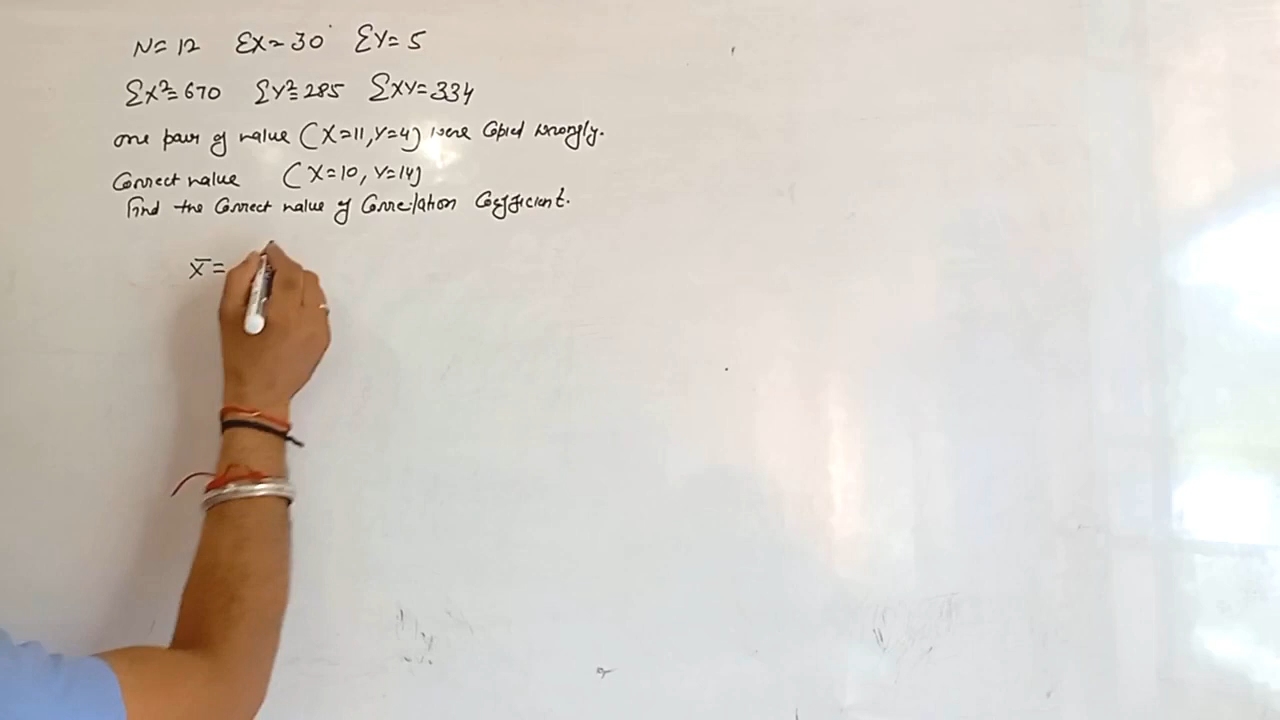 N=12 ΣX=30 ΣY=5
ΣX²=670 ΣY²=285 ΣXY=334
one pair of value (X=11, Y=4) were Copied wrongly.
Correct value (X=10, Y=14)
Find the Correct value of Correlation Coefficient.
X̄=